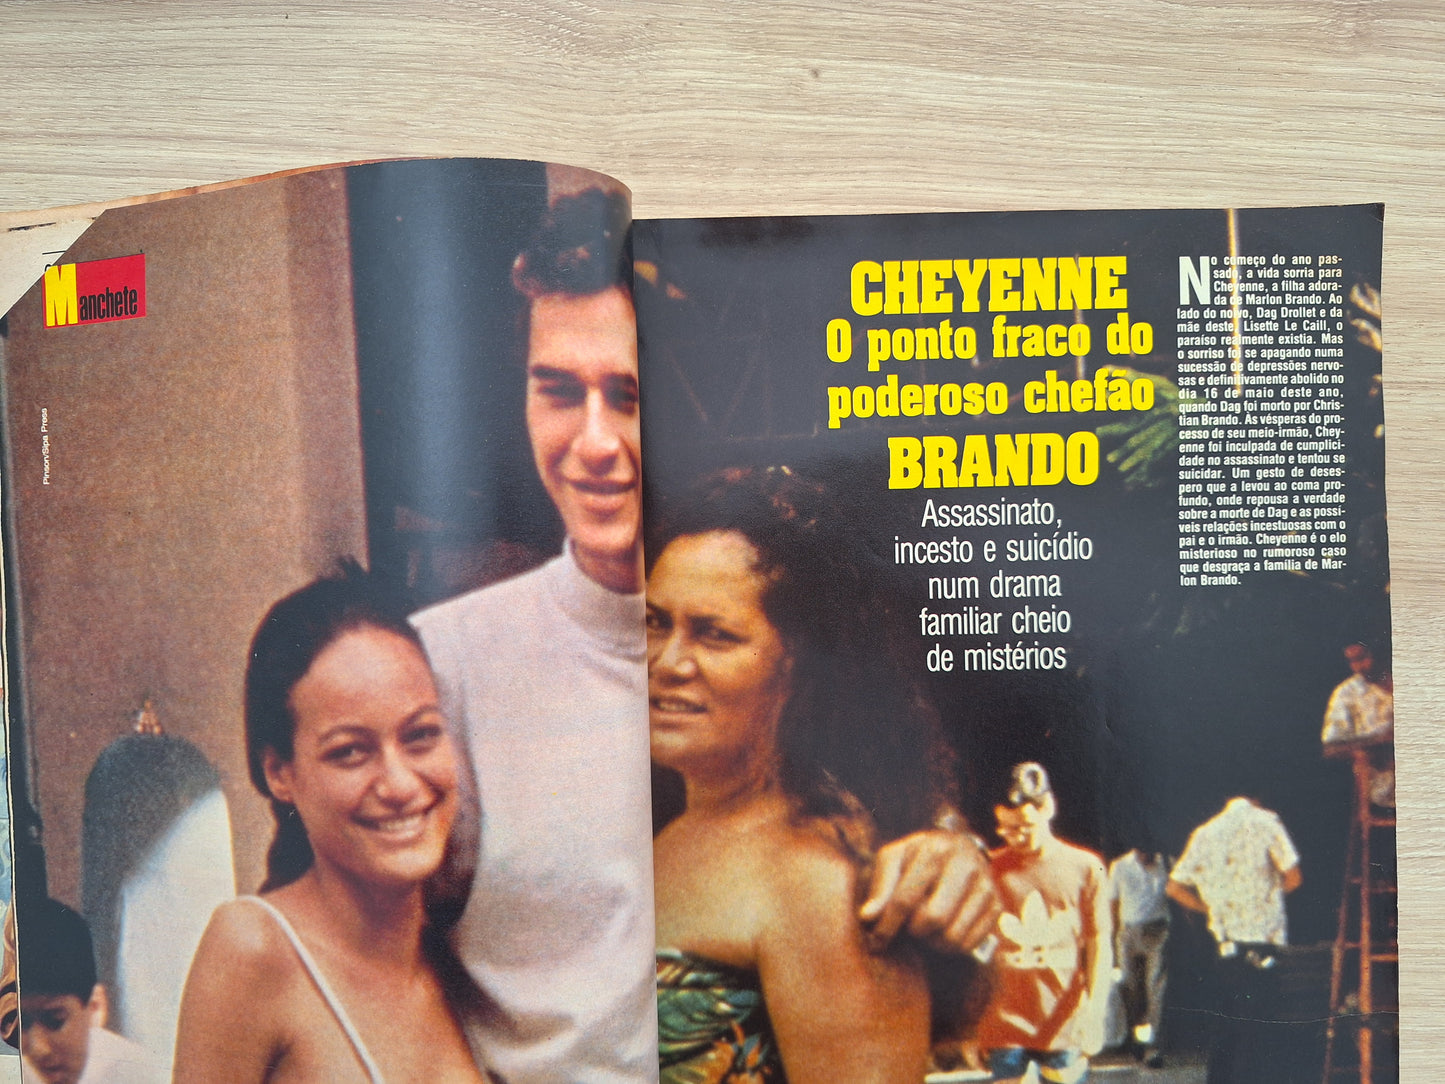 Manchete
Pinson/Sipa Press
CHEYENNE
O ponto fraco do
poderoso chefão
BRANDO
Assassinato,
incesto e suicídio
num drama
familiar cheio
de mistérios
No começo do ano pas-
sado, a vida sorria para
Cheyenne, a filha adora-
da de Marlon Brando. Ao
lado do noivo, Dag Drollet e da
mãe deste, Lisette Le Caill, o
paraíso realmente existia. Mas
o sorriso foi se apagando numa
sucessão de depressões nervo-
sas e definitivamente abolido no
dia 16 de maio deste ano,
quando Dag foi morto por Chris-
tian Brando. Às vésperas do pro-
cesso de seu meio-irmão, Chey-
enne foi inculpada de cumplici-
dade no assassinato e tentou se
suicidar. Um gesto de deses-
pero que a levou ao coma pro-
fundo, onde repousa a verdade
sobre a morte de Dag e as possí-
veis relações incestuosas com o
pai e o irmão. Cheyenne é o elo
misterioso no rumoroso caso
que desgraça a família de Mar-
lon Brando.